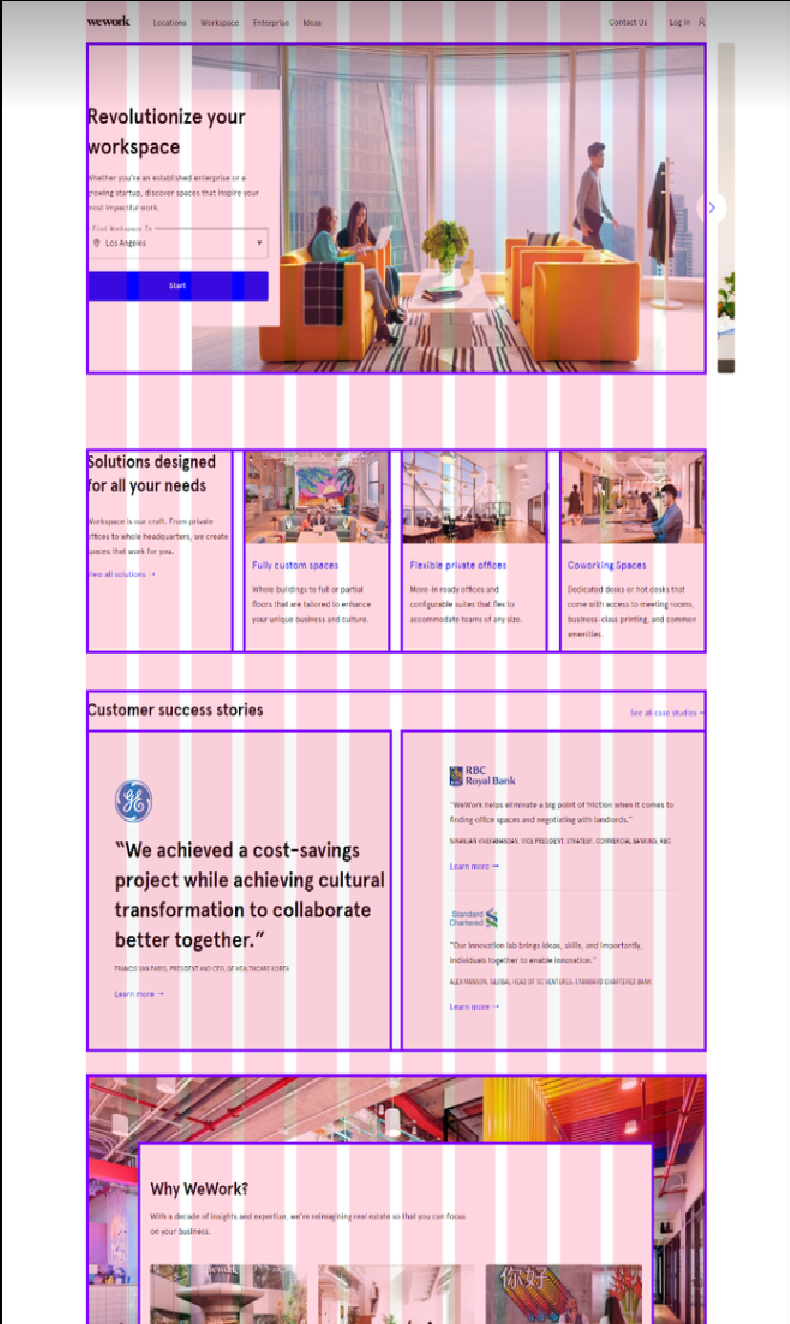 wework
Locations Workspace Enterprise Ideas Contact Us Log In
Revolutionize your
workspace
Whether you're an established enterprise or a
growing startup, discover spaces that inspire your
most impactful work.
Find Workspace In
Los Angeles
Start
Solutions designed
for all your needs
Workspace is our craft. From private
offices to whole headquarters, we create
spaces that work for you.
View all solutions →
Fully custom spaces
Whole buildings to full or partial
floors that are tailored to enhance
your unique business and culture.
Flexible private offices
Move-in ready offices and
configurable suites that flex to
accommodate teams of any size.
Coworking Spaces
Dedicated desks or hot desks that
come with access to meeting rooms,
business-class printing, and common
amenities.
Customer success stories
See all case studies →
GE
“We achieved a cost-savings
project while achieving cultural
transformation to collaborate
better together.”
FRANCIS VAN PARIS, PRESIDENT AND CEO, GE HEALTHCARE KOREA
Learn more →
RBC
Royal Bank
RBC
“WeWork helps eliminate a big point of friction when it comes to
finding office spaces and negotiating with landlords.”
NIRANJAN VIVEKANANDAN, VICE PRESIDENT, STRATEGY, COMMERCIAL BANKING, RBC
Learn more →
Standard
Chartered
“Our innovation lab brings ideas, skills, and importantly,
individuals together to enable innovation.”
ALEX MANSON, GLOBAL HEAD OF SC VENTURES, STANDARD CHARTERED BANK
Learn more →
Why WeWork?
With a decade of insights and expertise, we're reimagining real estate so that you can focus
on your business.
wework
你好